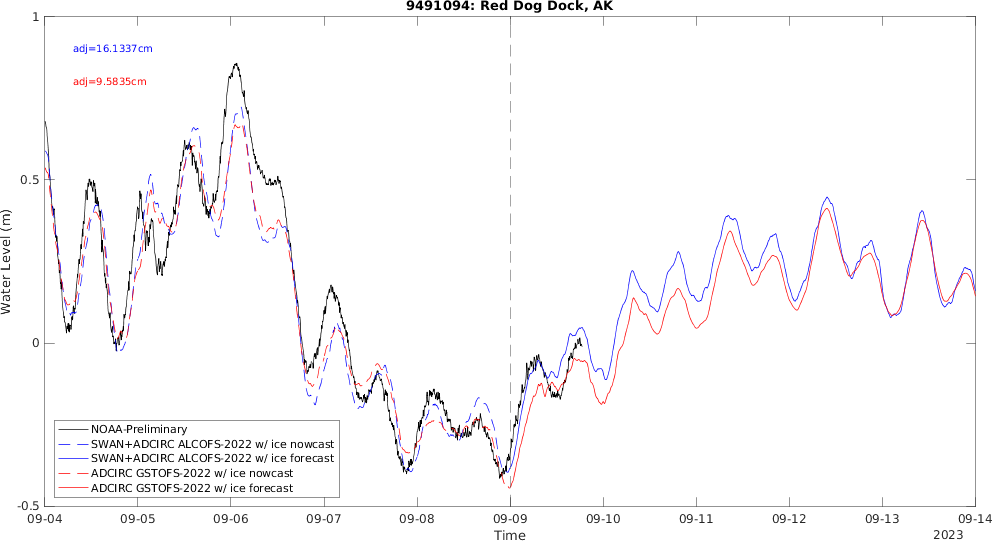 9491094: Red Dog Dock, AK
adj=16.1337cm
adj=9.5835cm
Water Level (m)
1
0.5
0
-0.5
NOAA-Preliminary
SWAN+ADCIRC ALCOFS-2022 w/ ice nowcast
SWAN+ADCIRC ALCOFS-2022 w/ ice forecast
ADCIRC GSTOFS-2022 w/ ice nowcast
ADCIRC GSTOFS-2022 w/ ice forecast
09-04 09-05 09-06 09-07 09-08 09-09 09-10 09-11 09-12 09-13 09-14
Time
2023